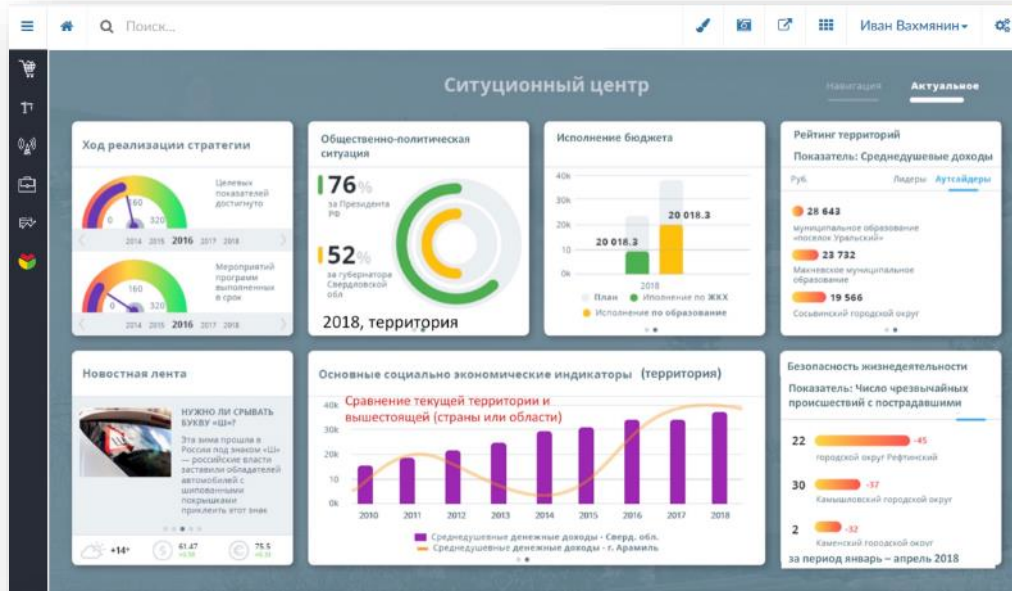 Поиск...
Иван Вахмянин
Ситуционный центр
Навигация
Актуальное
Ход реализации стратегии
160
0
320
Целевых
показателей
достигнуто
2014 2015 2016 2017 2018
160
0
320
Мероприятий
программ
выполненных
в срок
2014 2015 2016 2017 2018
Общественно-политическая
ситуация
76%
за Президента
РФ
52%
за губернатора
Свердловской
обл
2018, территория
Исполнение бюджета
40k
30k
20k
10
0k
20 018.3
20 018.3
2018
План
Иполнение по ЖКХ
Исполнение по образование
Рейтинг территорий
Показатель: Среднедушевые доходы
Руб.
Лидеры
Аутсайдеры
28 643
муниципальное образование
«поселок Уральский»
23 732
Махневское муниципальное
образование
19 566
Сосьвинский городской округ
Новостная лента
НУЖНО ЛИ СРЫВАТЬ
БУКВУ «Ш»?
Эта зима прошла в
России под знаком «Ш»
— российские власти
заставили обладателей
автомобилей с
шипованными
покрышками
приклеить этот знак
+14°
$
61.47
€
75.5
Основные социально экономические индикаторы (территория)
Сравнение текущей территории и
вышестоящей (страны или области)
40k
30k
20k
10
0k
2010 2011 2012 2013 2014 2015 2016 2017 2018
Среднедушевные денежные доходы - Сверд. обл.
Среднедушевные денежные доходы - г. Арамиль
Безопасность жизнедеятельности
Показатель: Число чрезвычайных
происшествий с пострадавшими
22
-45
городской округ Рефтинский
30
-37
Камышловский городской округ
2
-32
Каменский городской округ
за период январь – апрель 2018